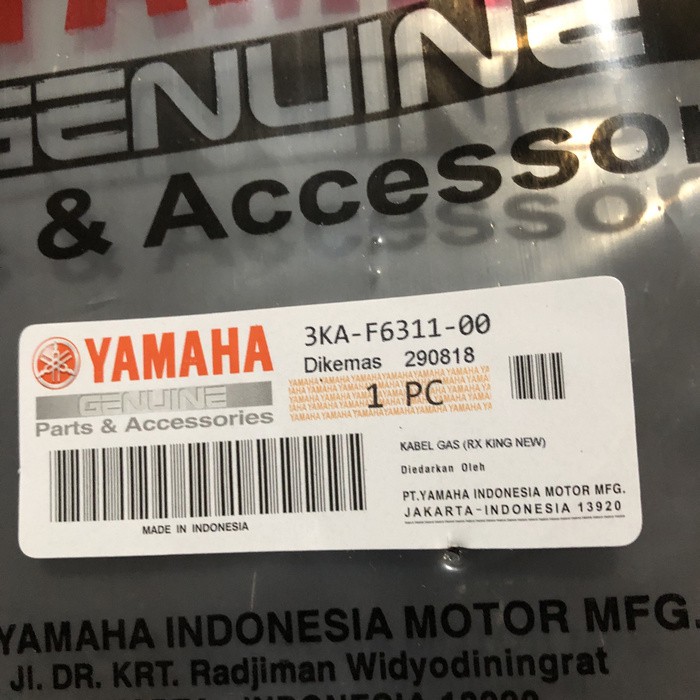 GENUINE
& Accessor
YAMAHA
GENUINE
Parts & Accessories
3KA-F6311-00
Dikemas 290818
1 PC
MADE IN INDONESIA
KABEL GAS (RX KING NEW)
Diedarkan Oleh
PT.YAMAHA INDONESIA MOTOR MFG.
JAKARTA-INDONESIA 13920
YAMAHA INDONESIA MOTOR MFG.
Jl. DR. KRT. Radjiman Widyodiningrat